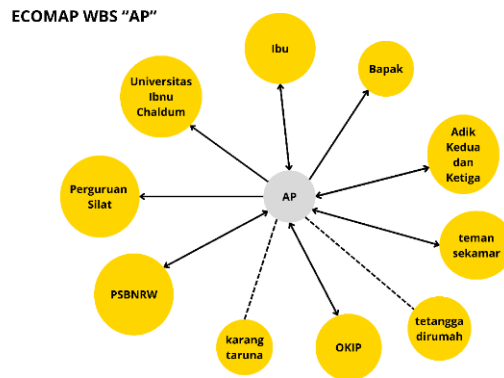 ECOMAP WBS “AP”
Ibu
Bapak
Universitas
Ibnu
Chaldum
Adik
Kedua
dan
Ketiga
Perguruan
Silat
AP
teman
sekamar
PSBNRW
karang
taruna
OKIP
tetangga
dirumah